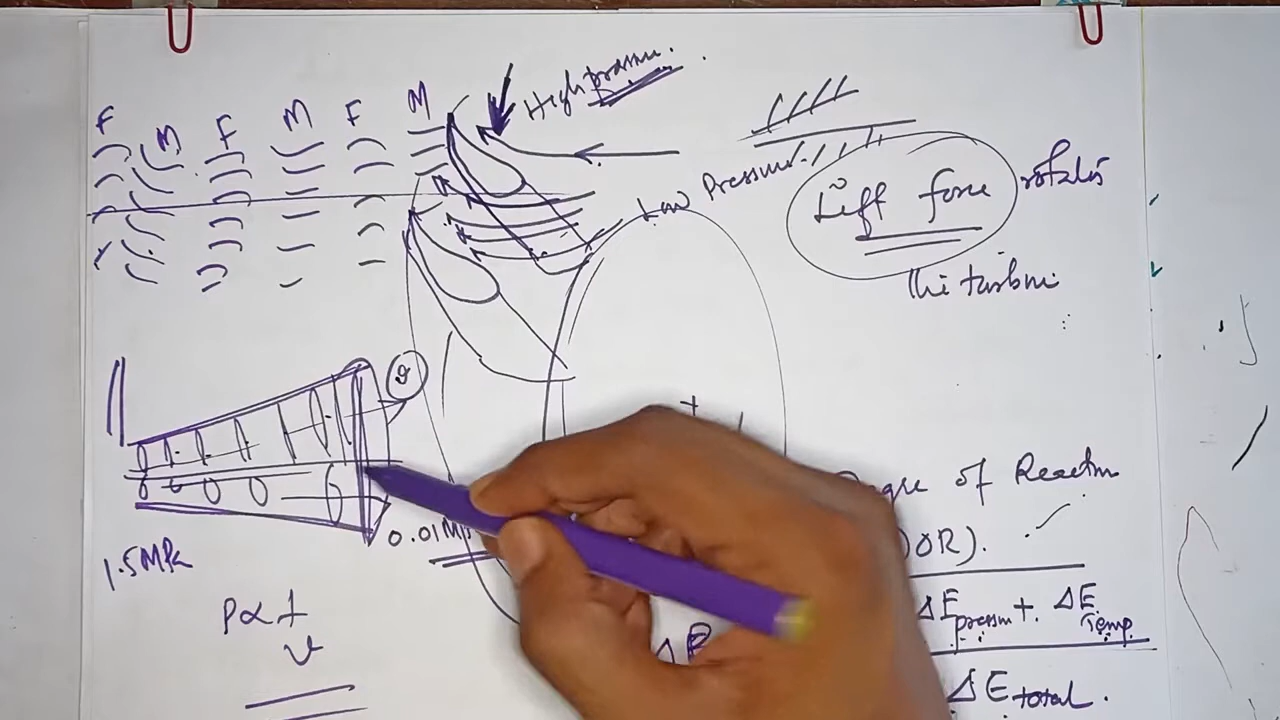 F M F M F M
High pressure.
Low Pressure.
Lift force rotates
the turbine
0.01MPa
1.5MPa
P∝ 1
v
Degree of Reaction
(DOR).
ΔE pressure + ΔE Temp
ΔE total.